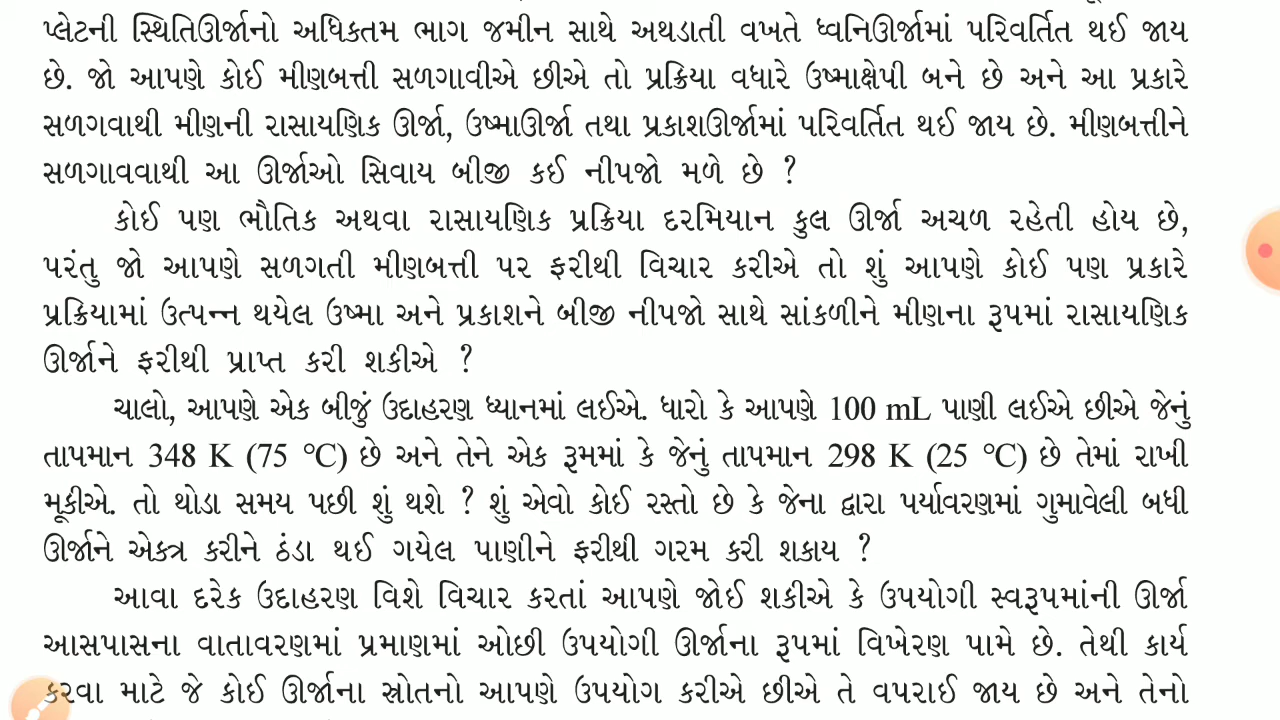 પ્લેટની સ્થિતિઊર્જાનો અધિકતમ ભાગ જમીન સાથે અથડાતી વખતે ધ્વનિઊર્જામાં પરિવર્તિત થઈ જાય
છે. જો આપણે કોઈ મીણબત્તી સળગાવીએ છીએ તો પ્રક્રિયા વધારે ઉષ્માક્ષેપી બને છે અને આ પ્રકારે
સળગવાથી મીણની રાસાયણિક ઊર્જા, ઉષ્માઊર્જા તથા પ્રકાશઊર્જામાં પરિવર્તિત થઈ જાય છે. મીણબત્તીને
સળગાવવાથી આ ઊર્જાઓ સિવાય બીજી કઈ નીપજો મળે છે ?
કોઈ પણ ભૌતિક અથવા રાસાયણિક પ્રક્રિયા દરમિયાન કુલ ઊર્જા અચળ રહેતી હોય છે,
પરંતુ જો આપણે સળગતી મીણબત્તી પર ફરીથી વિચાર કરીએ તો શું આપણે કોઈ પણ પ્રકારે
પ્રક્રિયામાં ઉત્પન્ન થયેલ ઉષ્મા અને પ્રકાશને બીજી નીપજો સાથે સાંકળીને મીણના રૂપમાં રાસાયણિક
ઊર્જાને ફરીથી પ્રાપ્ત કરી શકીએ ?
ચાલો, આપણે એક બીજું ઉદાહરણ ધ્યાનમાં લઈએ. ધારો કે આપણે 100 mL પાણી લઈએ છીએ જેનું
તાપમાન 348 K (75 °C) છે અને તેને એક રૂમમાં કે જેનું તાપમાન 298 K (25 °C) છે તેમાં રાખી
મૂકીએ. તો થોડા સમય પછી શું થશે ? શું એવો કોઈ રસ્તો છે કે જેના દ્વારા પર્યાવરણમાં ગુમાવેલી બધી
ઊર્જાને એકત્ર કરીને ઠંડા થઈ ગયેલ પાણીને ફરીથી ગરમ કરી શકાય ?
આવા દરેક ઉદાહરણ વિશે વિચાર કરતાં આપણે જોઈ શકીએ કે ઉપયોગી સ્વરૂપમાંની ઊર્જા
આસપાસના વાતાવરણમાં પ્રમાણમાં ઓછી ઉપયોગી ઊર્જાના રૂપમાં વિખેરણ પામે છે. તેથી કાર્ય
કરવા માટે જે કોઈ ઊર્જાના સ્રોતનો આપણે ઉપયોગ કરીએ છીએ તે વપરાઈ જાય છે અને તેનો